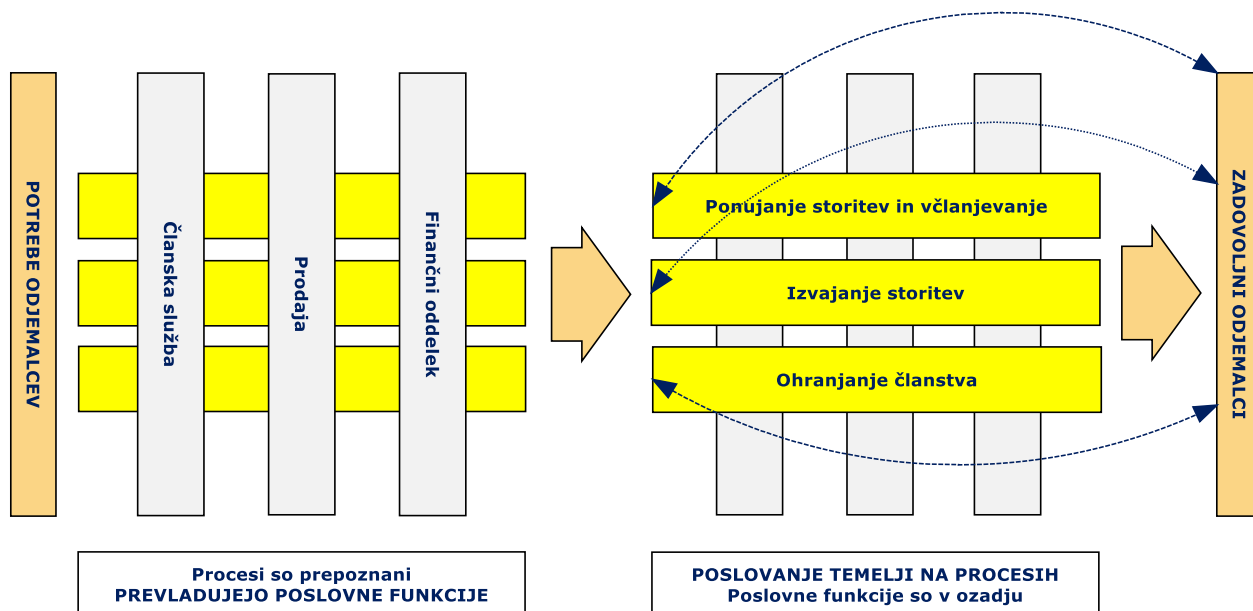 POTREBE ODJEMALCEV
Članska služba
Prodaja
Finančni oddelek
Procesi so prepoznani
PREVLADUJEJO POSLOVNE FUNKCIJE
Ponujanje storitev in včlanjevanje
Izvajanje storitev
Ohranjanje članstva
POSLOVANJE TEMELJI NA PROCESIH
Poslovne funkcije so v ozadju
ZADOVOLJNI ODJEMALCI